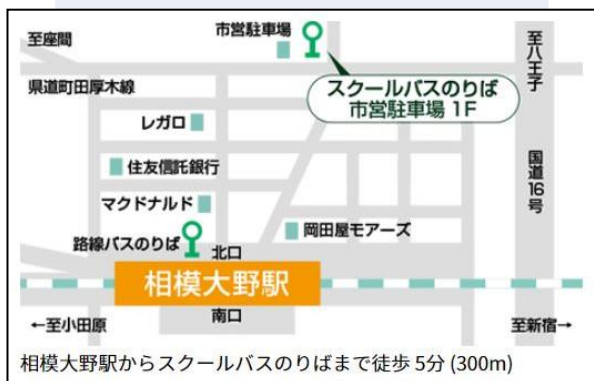 市営駐車場
至座間
至八王子
県道町田厚木線
スクールバスのりば
市営駐車場 1F
レガロ
住友信託銀行
国道16号
マクドナルド
路線バスのりば
岡田屋モアーズ
北口
相模大野駅
南口
←至小田原
至新宿→
相模大野駅からスクールバスのりばまで徒歩 5分 (300m)